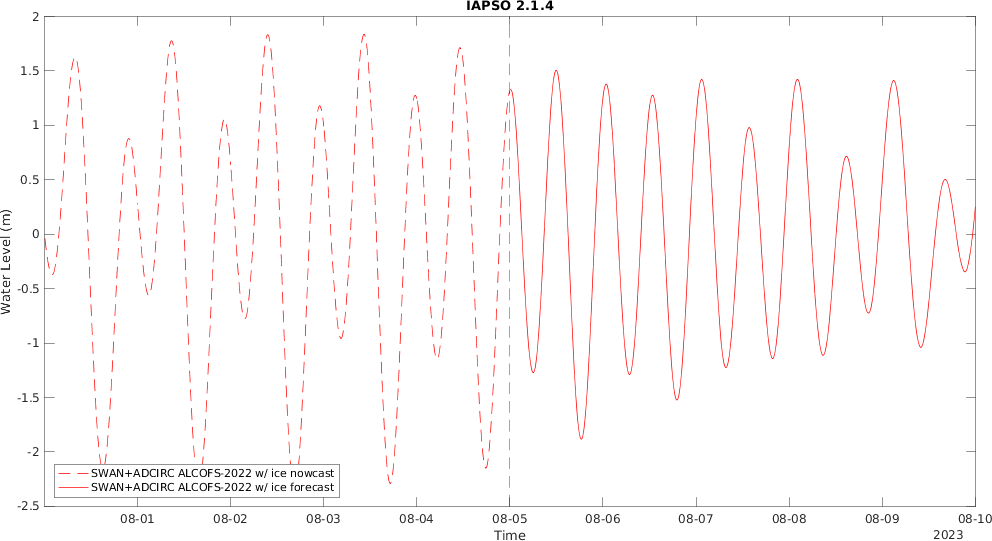 IAPSO 2.1.4
Water Level (m)
2
1.5
1
0.5
0
-0.5
-1
-1.5
-2
-2.5
SWAN+ADCIRC ALCOFS-2022 w/ ice nowcast
SWAN+ADCIRC ALCOFS-2022 w/ ice forecast
08-01 08-02 08-03 08-04 08-05 08-06 08-07 08-08 08-09 08-10
Time
2023